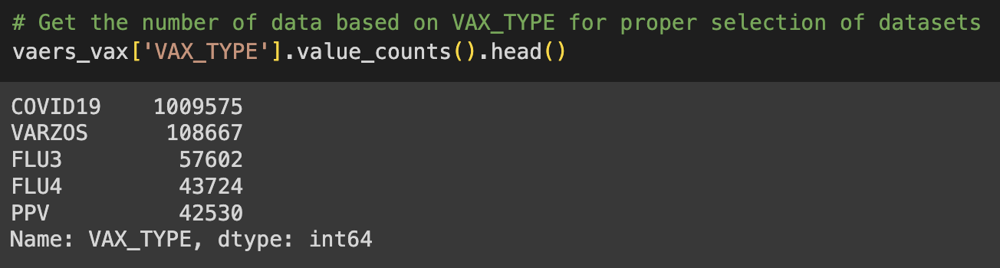 # Get the number of data based on VAX_TYPE for proper selection of datasets
vaers_vax['VAX_TYPE'].value_counts().head()
COVID19    1009575
VARZOS      108667
FLU3         57602
FLU4         43724
PPV          42530
Name: VAX_TYPE, dtype: int64